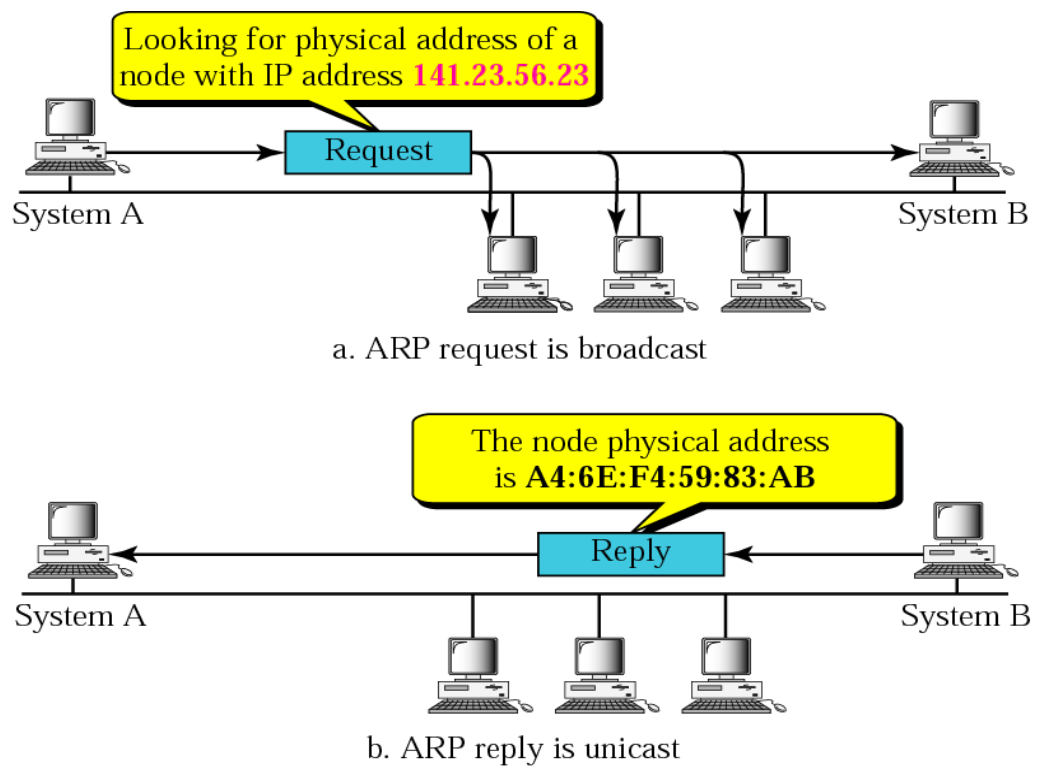 Looking for physical address of a
node with IP address 141.23.56.23
Request
System A
System B
a. ARP request is broadcast
The node physical address
is A4:6E:F4:59:83:AB
Reply
System A
System B
b. ARP reply is unicast